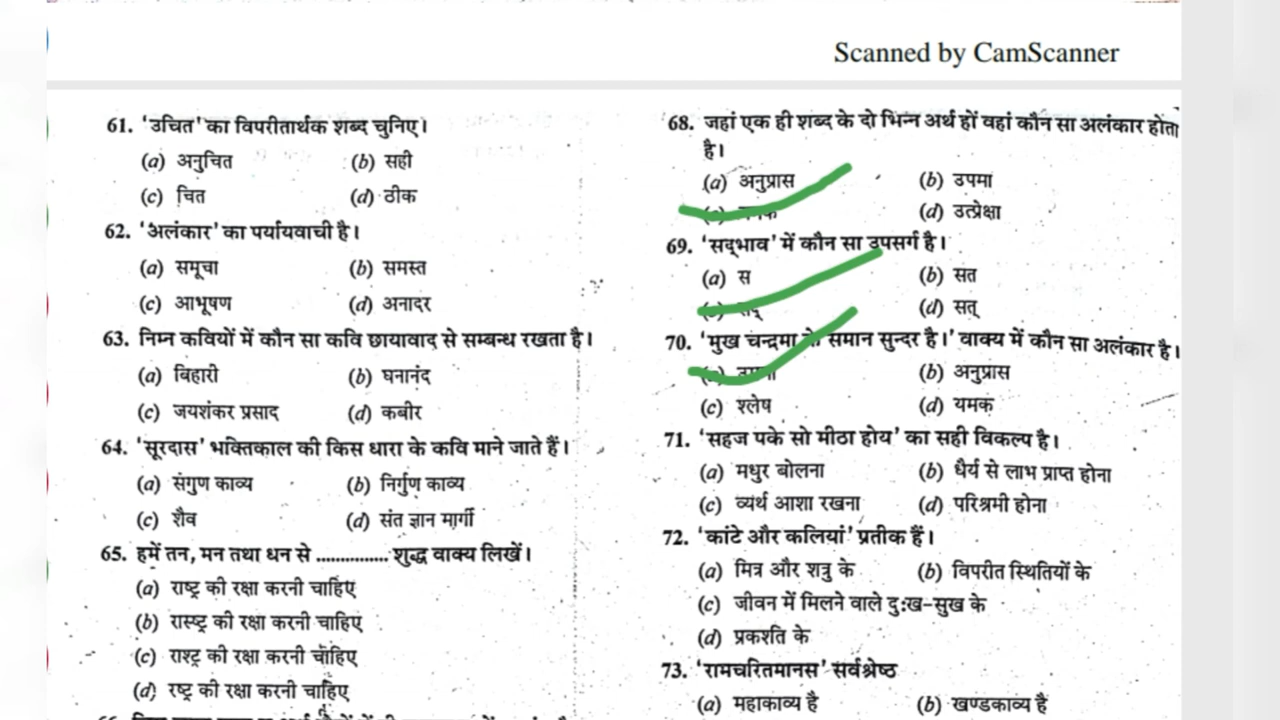 Scanned by CamScanner
61. 'उचित' का विपरीतार्थक शब्द चुनिए।
(a) अनुचित (b) सही
(c) चित (d) ठीक
62. 'अलंकार' का पर्यायवाची है।
(a) समूचा (b) समस्त
(c) आभूषण (d) अनादर
63. निम्न कवियों में कौन सा कवि छायावाद से सम्बन्ध रखता है।
(a) बिहारी (b) घनानंद
(c) जयशंकर प्रसाद (d) कबीर
64. 'सूरदास' भक्तिकाल की किस धारा के कवि माने जाते हैं।
(a) संगुण काव्य (b) निर्गुण काव्य
(c) शैव (d) संत ज्ञान मार्गी
65. हमें तन, मन तथा धन से ............... शुद्ध वाक्य लिखें।
(a) राष्ट्र की रक्षा करनी चाहिए
(b) रास्ष्ट्र की रक्षा करनी चाहिए
(c) राश्ट्र की रक्षा करनी चाहिए
(d) रष्ट्र की रक्षा करनी चाहिए
68. जहां एक ही शब्द के दो भिन्न अर्थ हों वहां कौन सा अलंकार होता
है।
(a) अनुप्रास (b) उपमा
(d) उत्प्रेक्षा
69. 'सद्भाव' में कौन सा उपसर्ग है।
(a) स (b) सत
सद् (d) सत्
70. 'मुख चन्द्रमा के समान सुन्दर है।' वाक्य में कौन सा अलंकार है।
(b) अनुप्रास
(c) श्लेष (d) यमक
71. 'सहज पके सो मीठा होय' का सही विकल्प है।
(a) मधुर बोलना (b) धैर्य से लाभ प्राप्त होना
(c) व्यर्थ आशा रखना (d) परिश्रमी होना
72. 'कांटे और कलियां' प्रतीक हैं।
(a) मित्र और शत्रु के (b) विपरीत स्थितियों के
(c) जीवन में मिलने वाले दुःख-सुख के
(d) प्रकशति के
73. 'रामचरितमानस' सर्वश्रेष्ठ
(a) महाकाव्य है (b) खण्डकाव्य है